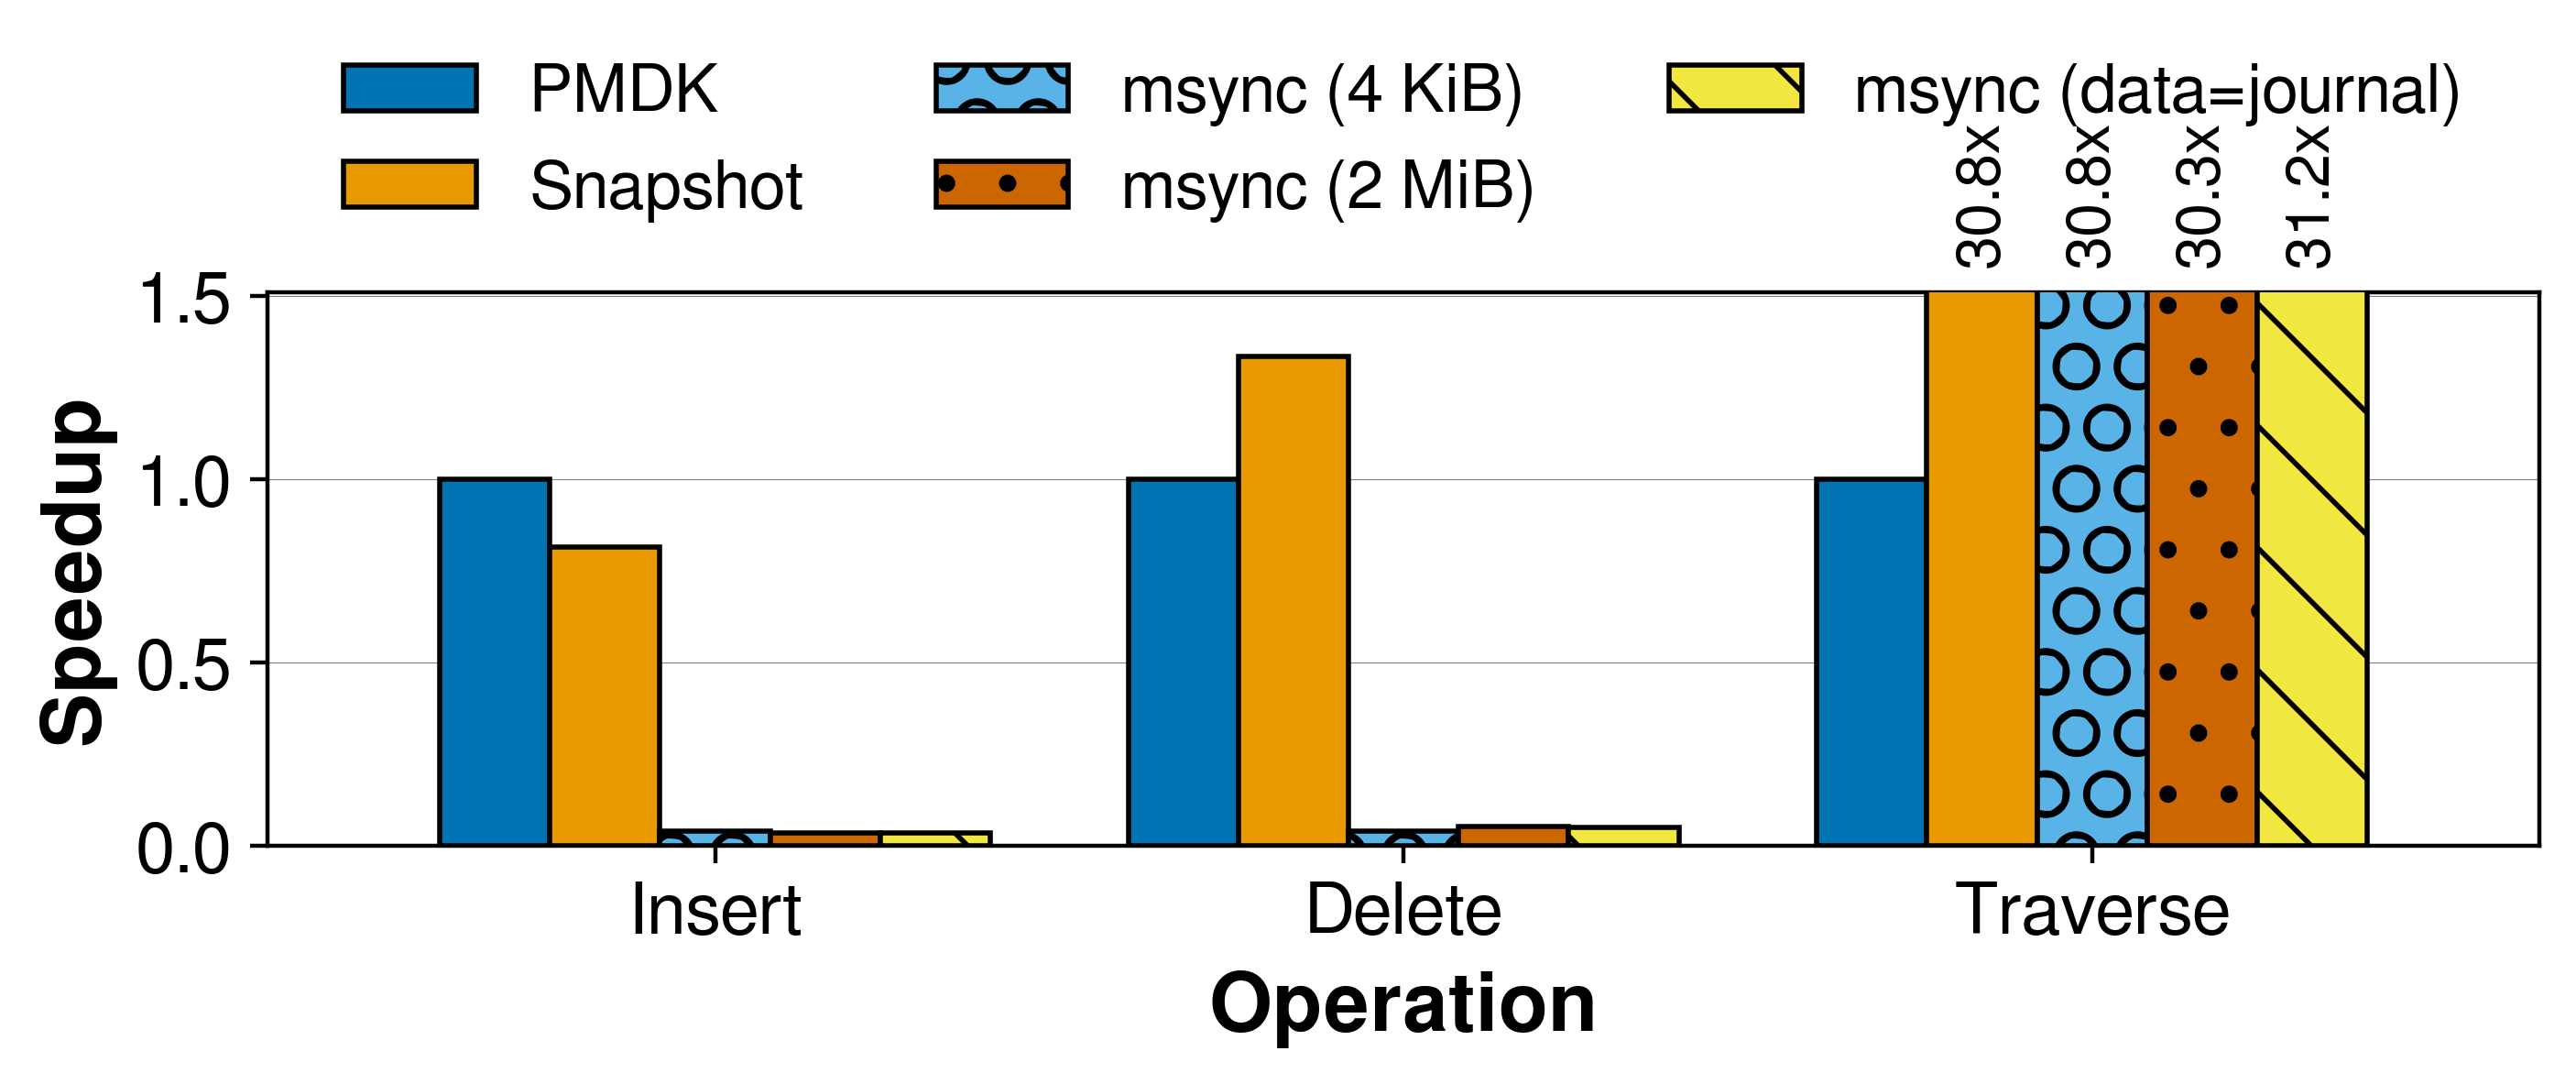 PMDK
Snapshot
msync (4 KiB)
msync (2 MiB)
msync (data=journal)
30.8x
30.8x
30.3x
31.2x
1.5
1.0
0.5
0.0
Speedup
Insert
Delete
Traverse
Operation